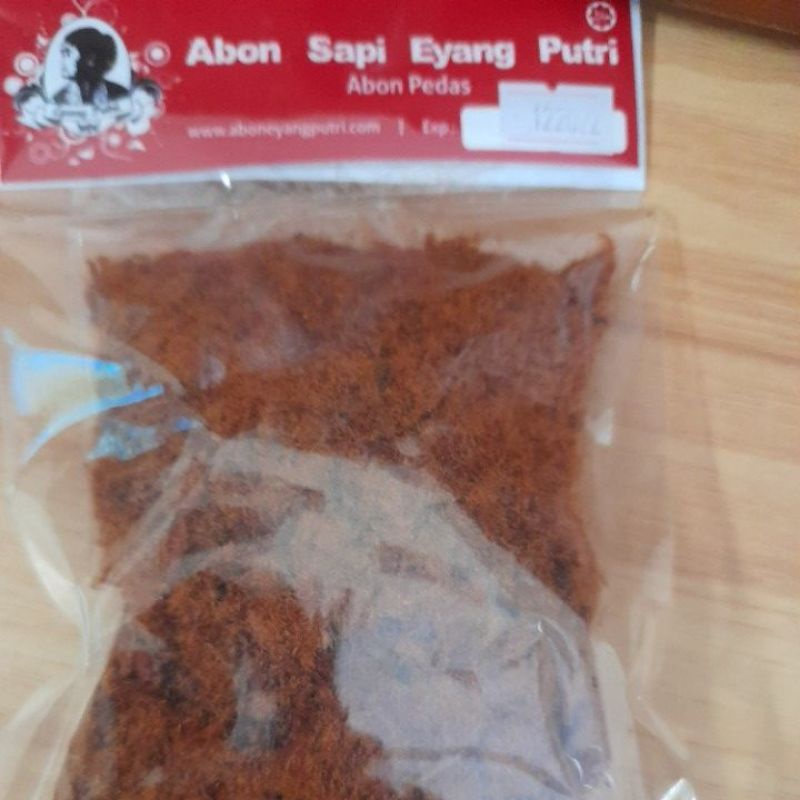 Abon Sapi Eyang Putri
Abon Pedas
www.aboneyangputri.com | Exp.